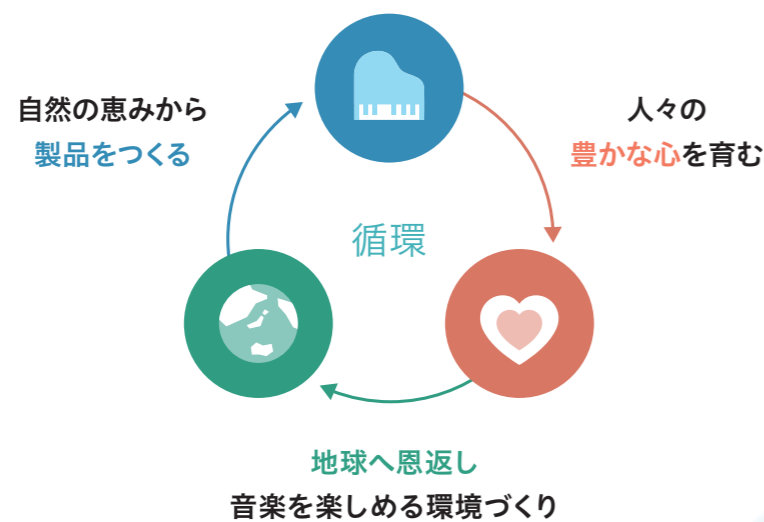 自然の恵みから
製品をつくる
人々の
豊かな心を育む
循環
地球へ恩返し
音楽を楽しめる環境づくり